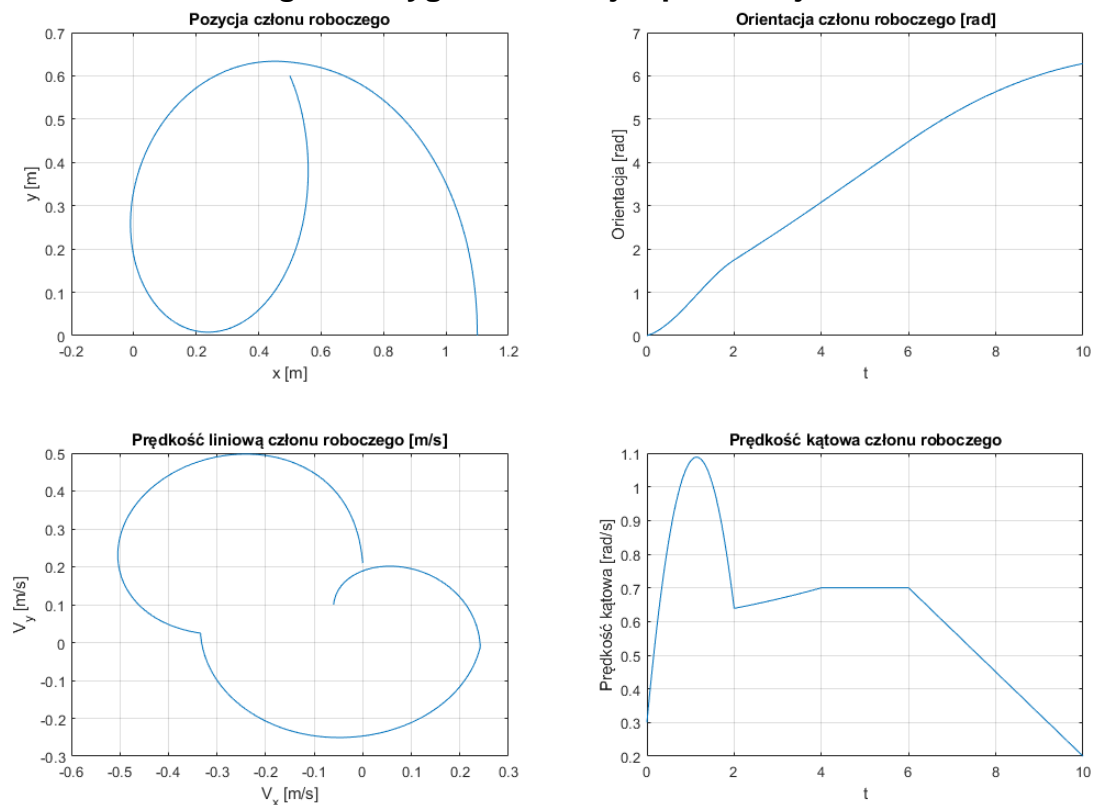 Pozycja członu roboczego
0.7
0.6
0.5
0.4
0.3
0.2
0.1
0
y [m]
-0.2 0 0.2 0.4 0.6 0.8 1 1.2
x [m]
Orientacja członu roboczego [rad]
7
6
5
4
3
2
1
0
Orientacja [rad]
0 2 4 6 8 10
t
Prędkość liniową członu roboczego [m/s]
0.5
0.4
0.3
0.2
0.1
0
-0.1
-0.2
-0.3
V_y [m/s]
-0.6 -0.5 -0.4 -0.3 -0.2 -0.1 0 0.1 0.2 0.3
V_x [m/s]
Prędkość kątowa członu roboczego
1.1
1
0.9
0.8
0.7
0.6
0.5
0.4
0.3
0.2
Prędkość kątowa [rad/s]
0 2 4 6 8 10
t